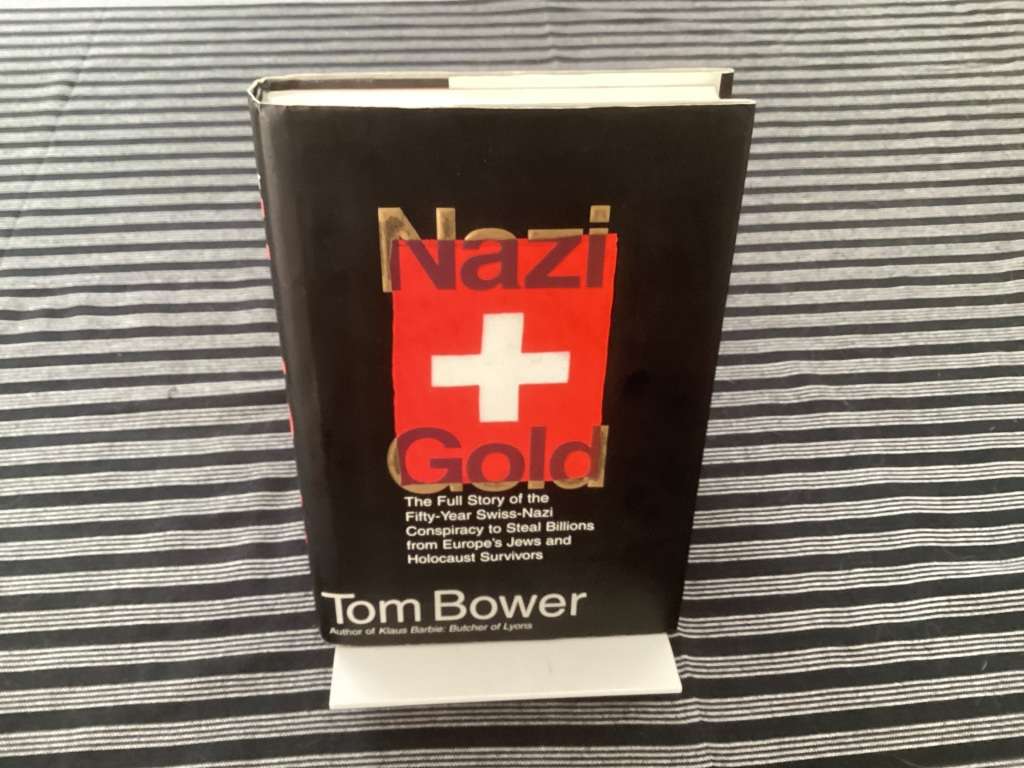 Nazi
Gold
The Full Story of the
Fifty-Year Swiss-Nazi
Conspiracy to Steal Billions
from Europe's Jews and
Holocaust Survivors
Tom Bower
Author of Klaus Barbie: Butcher of Lyons